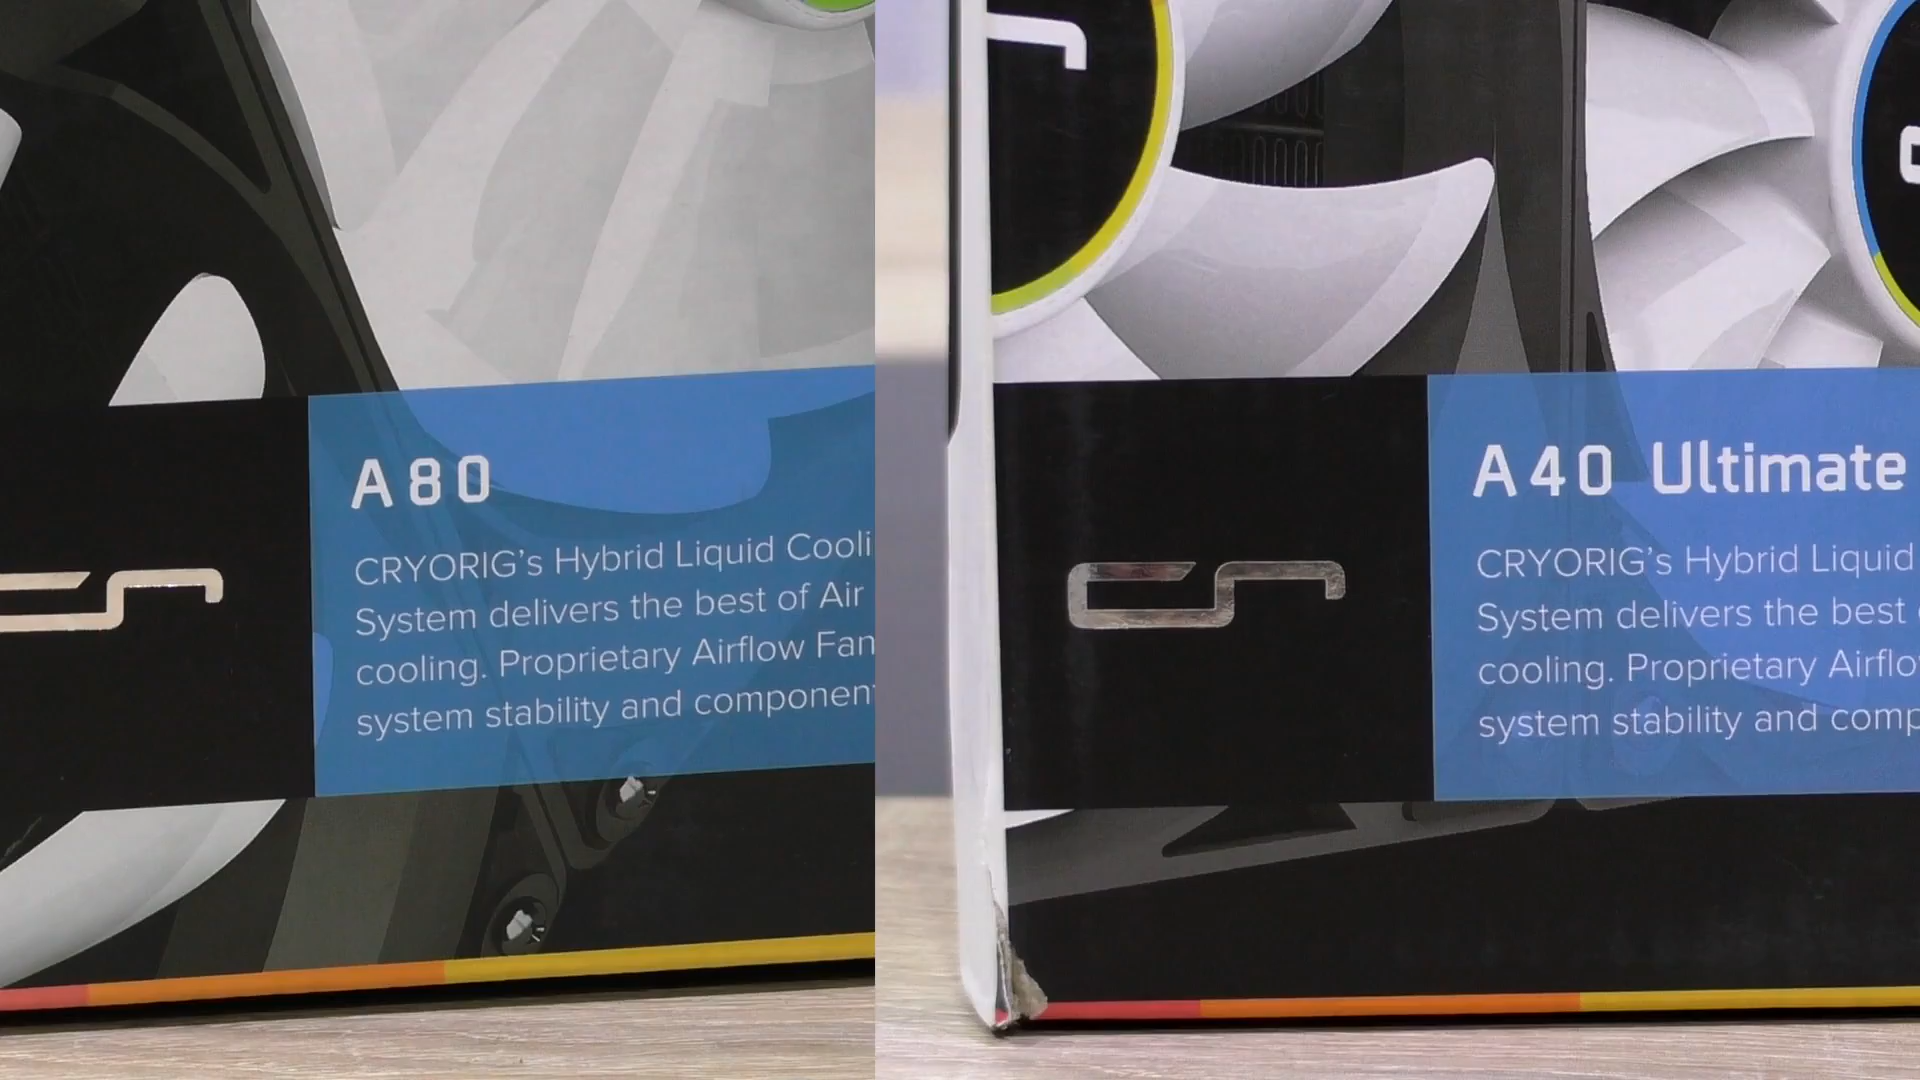 A80
CRYORIG's Hybrid Liquid Cooli
System delivers the best of Air
cooling. Proprietary Airflow Fan
system stability and component
A40 Ultimate
CRYORIG's Hybrid Liquid
System delivers the best
cooling. Proprietary Airflo
system stability and comp